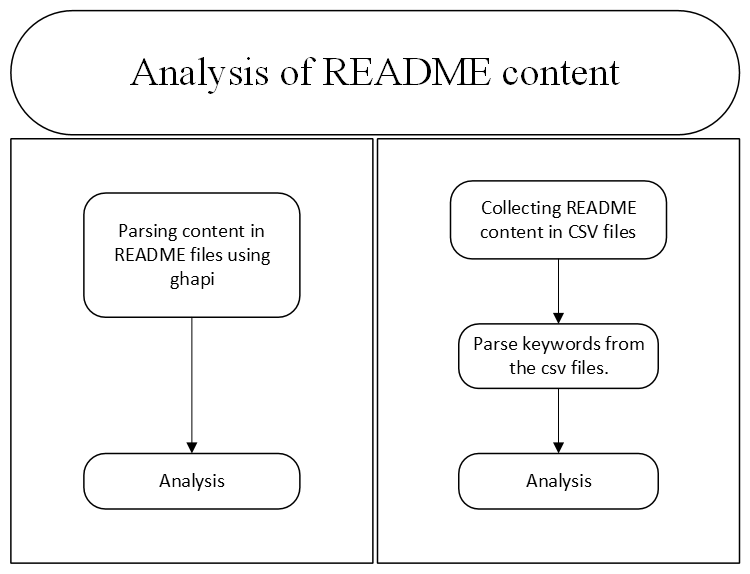 Analysis of README content
Parsing content in
README files using
ghapi
Analysis
Collecting README
content in CSV files
Parse keywords from
the csv files.
Analysis